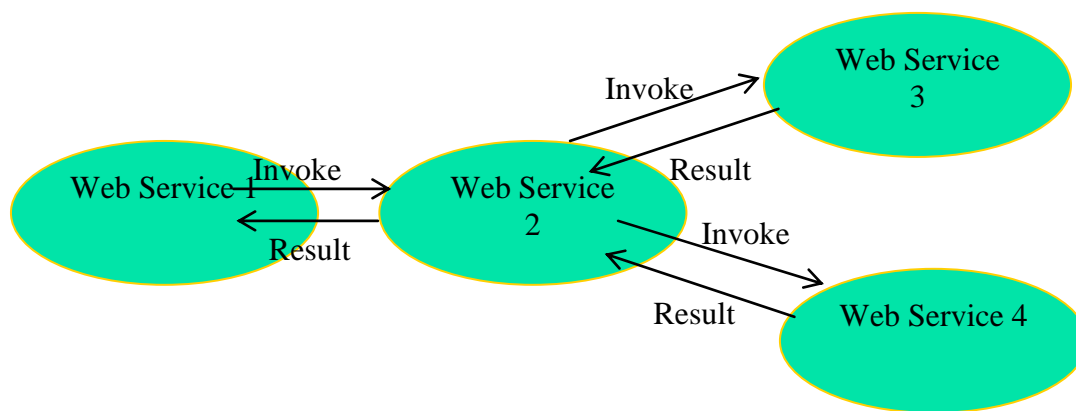 Web Service 1
Invoke
Result
Web Service
2
Invoke
Result
Web Service
3
Invoke
Result
Web Service 4